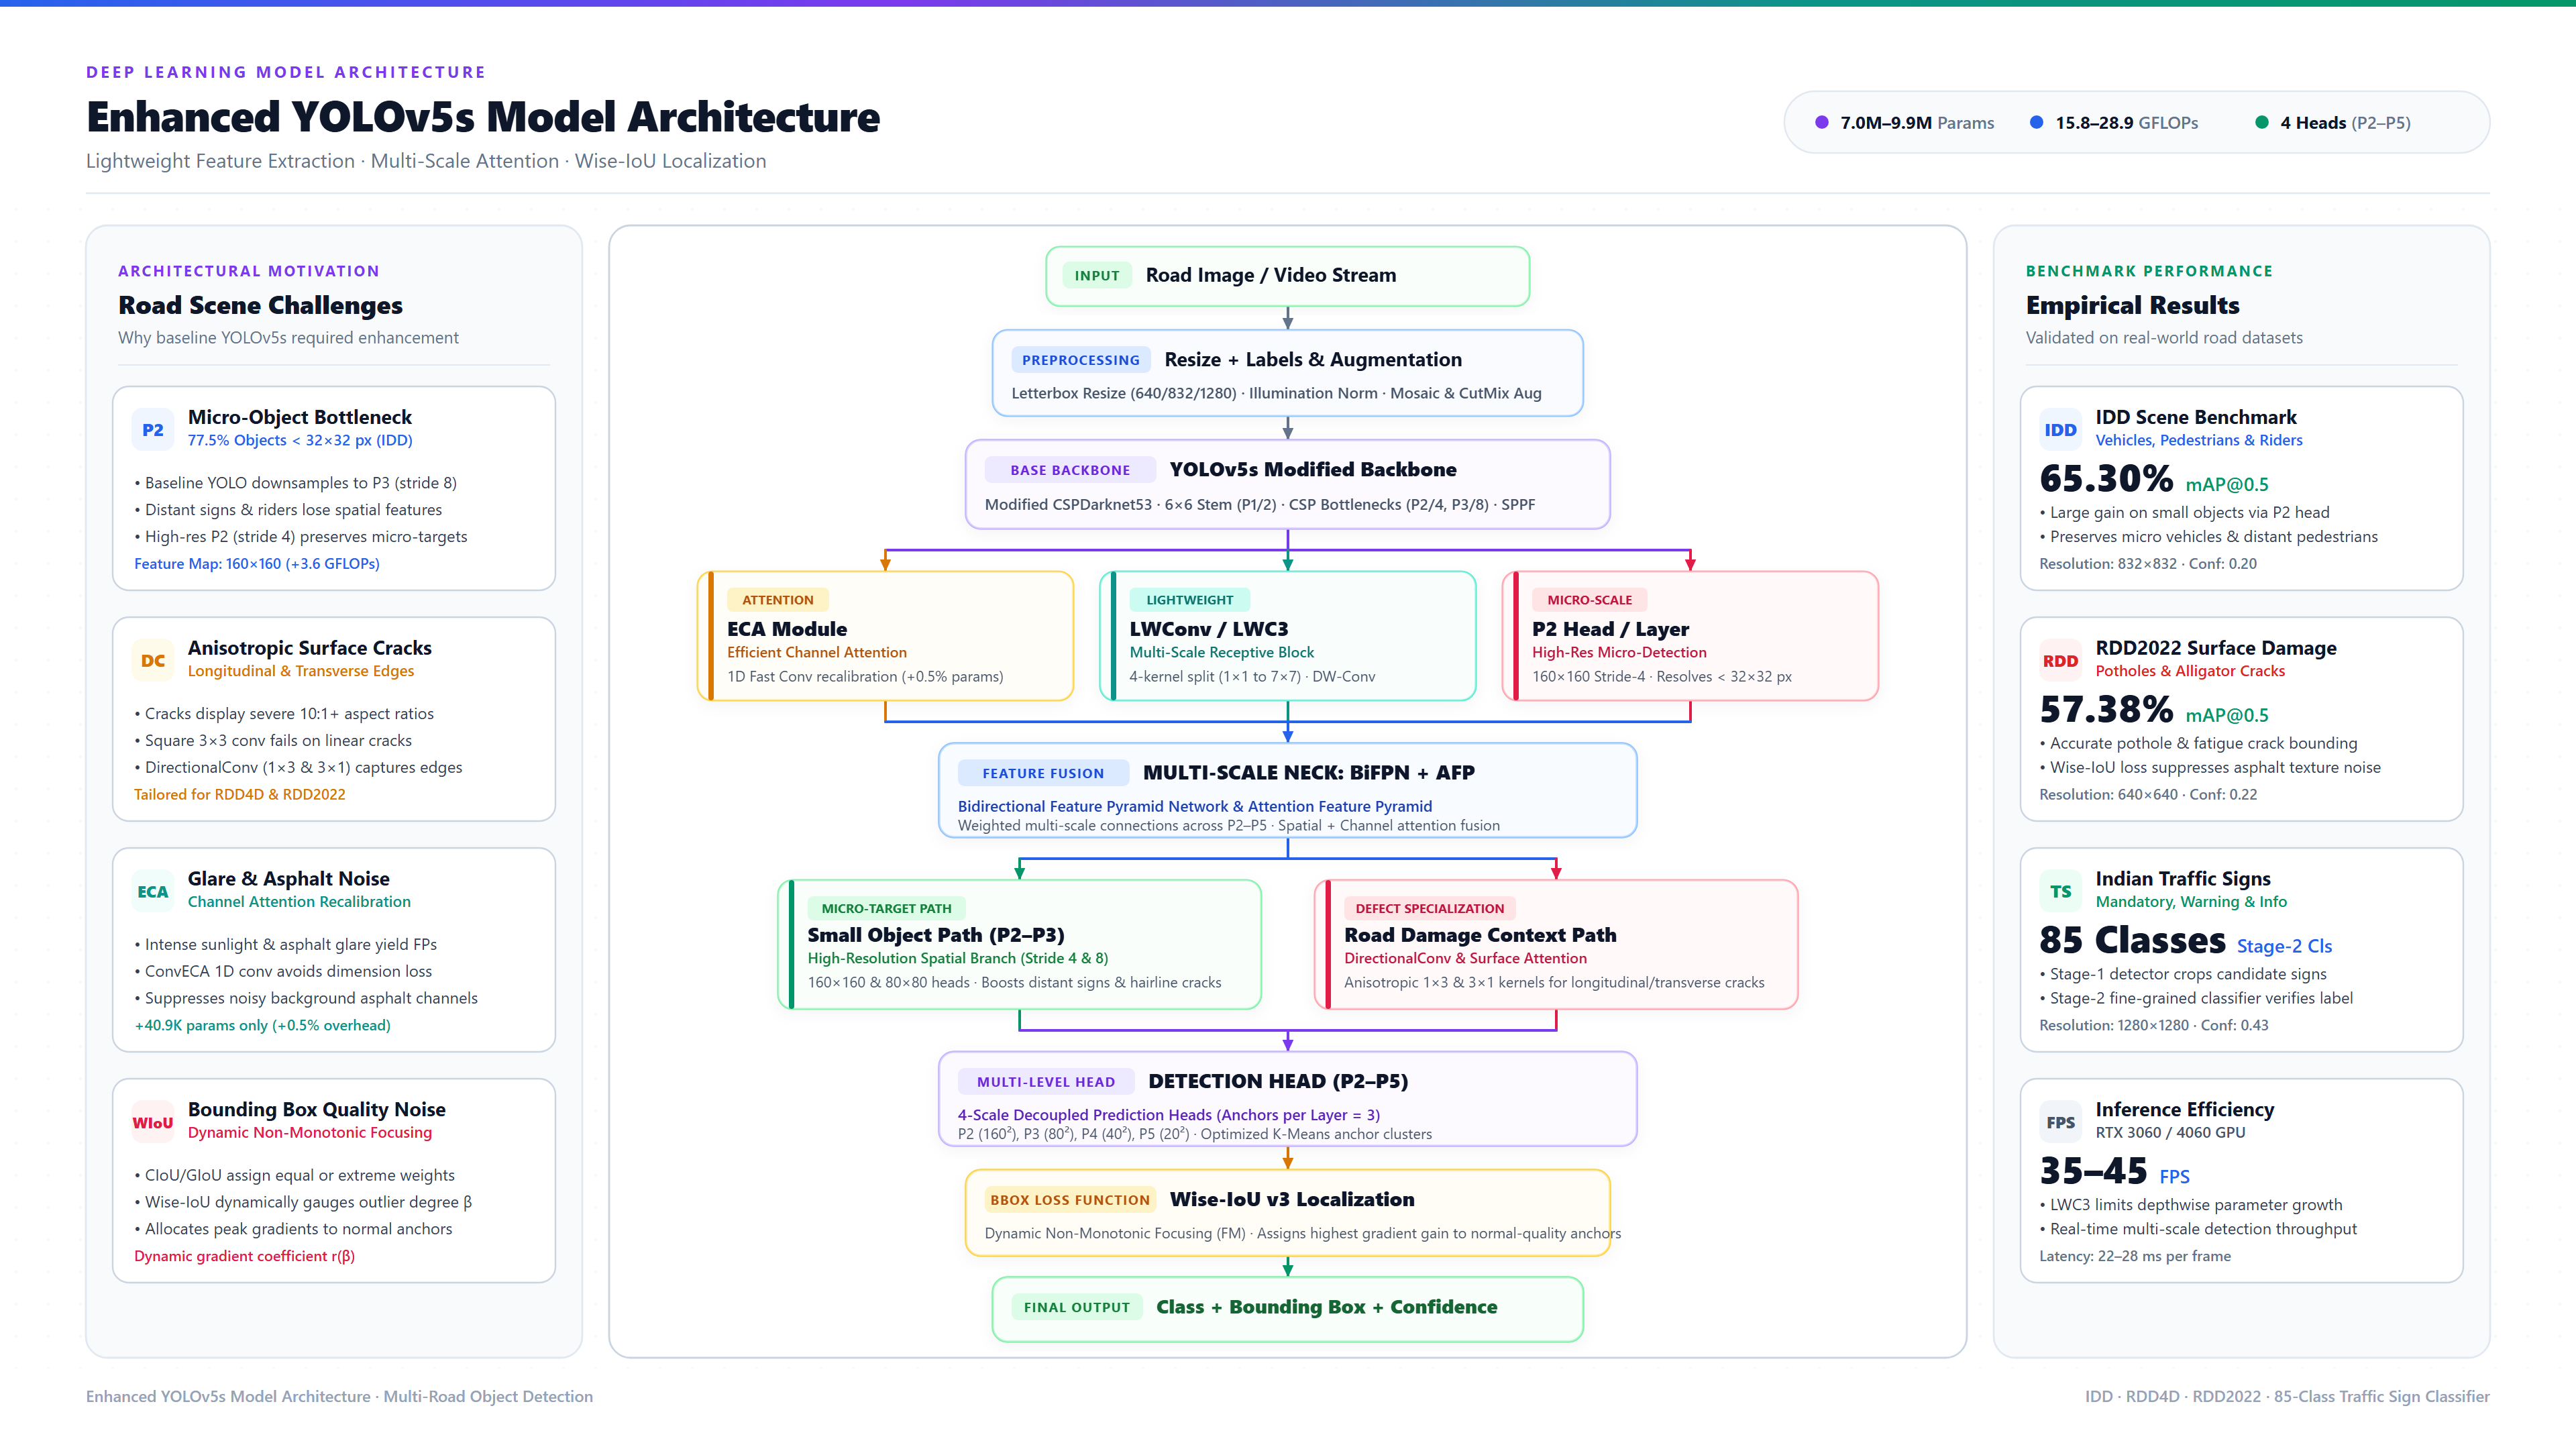 DEEP LEARNING MODEL ARCHITECTURE
Enhanced YOLOv5s Model Architecture
Lightweight Feature Extraction · Multi-Scale Attention · Wise-IoU Localization
7.0M–9.9M Params
15.8–28.9 GFLOPs
4 Heads (P2–P5)
ARCHITECTURAL MOTIVATION
Road Scene Challenges
Why baseline YOLOv5s required enhancement
P2
Micro-Object Bottleneck
77.5% Objects < 32×32 px (IDD)
• Baseline YOLO downsamples to P3 (stride 8)
• Distant signs & riders lose spatial features
• High-res P2 (stride 4) preserves micro-targets
Feature Map: 160×160 (+3.6 GFLOPs)
DC
Anisotropic Surface Cracks
Longitudinal & Transverse Edges
• Cracks display severe 10:1+ aspect ratios
• Square 3×3 conv fails on linear cracks
• DirectionalConv (1×3 & 3×1) captures edges
Tailored for RDD4D & RDD2022
ECA
Glare & Asphalt Noise
Channel Attention Recalibration
• Intense sunlight & asphalt glare yield FPs
• ConvECA 1D conv avoids dimension loss
• Suppresses noisy background asphalt channels
+40.9K params only (+0.5% overhead)
WIoU
Bounding Box Quality Noise
Dynamic Non-Monotonic Focusing
• CIoU/GIoU assign equal or extreme weights
• Wise-IoU dynamically gauges outlier degree β
• Allocates peak gradients to normal anchors
Dynamic gradient coefficient r(β)
INPUT
Road Image / Video Stream
PREPROCESSING
Resize + Labels & Augmentation
Letterbox Resize (640/832/1280) · Illumination Norm · Mosaic & CutMix Aug
BASE BACKBONE
YOLOv5s Modified Backbone
Modified CSPDarknet53 · 6×6 Stem (P1/2) · CSP Bottlenecks (P2/4, P3/8) · SPPF
ATTENTION
ECA Module
Efficient Channel Attention
1D Fast Conv recalibration (+0.5% params)
LIGHTWEIGHT
LWConv / LWC3
Multi-Scale Receptive Block
4-kernel split (1×1 to 7×7) · DW-Conv
MICRO-SCALE
P2 Head / Layer
High-Res Micro-Detection
160×160 Stride-4 · Resolves < 32×32 px
FEATURE FUSION
MULTI-SCALE NECK: BiFPN + AFP
Bidirectional Feature Pyramid Network & Attention Feature Pyramid
Weighted multi-scale connections across P2–P5 · Spatial + Channel attention fusion
MICRO-TARGET PATH
Small Object Path (P2–P3)
High-Resolution Spatial Branch (Stride 4 & 8)
160×160 & 80×80 heads · Boosts distant signs & hairline cracks
DEFECT SPECIALIZATION
Road Damage Context Path
DirectionalConv & Surface Attention
Anisotropic 1×3 & 3×1 kernels for longitudinal/transverse cracks
MULTI-LEVEL HEAD
DETECTION HEAD (P2–P5)
4-Scale Decoupled Prediction Heads (Anchors per Layer = 3)
P2 (160²), P3 (80²), P4 (40²), P5 (20²) · Optimized K-Means anchor clusters
BBOX LOSS FUNCTION
Wise-IoU v3 Localization
Dynamic Non-Monotonic Focusing (FM) · Assigns highest gradient gain to normal-quality anchors
FINAL OUTPUT
Class + Bounding Box + Confidence
BENCHMARK PERFORMANCE
Empirical Results
Validated on real-world road datasets
IDD
IDD Scene Benchmark
Vehicles, Pedestrians & Riders
65.30% mAP@0.5
• Large gain on small objects via P2 head
• Preserves micro vehicles & distant pedestrians
Resolution: 832×832 · Conf: 0.20
RDD
RDD2022 Surface Damage
Potholes & Alligator Cracks
57.38% mAP@0.5
• Accurate pothole & fatigue crack bounding
• Wise-IoU loss suppresses asphalt texture noise
Resolution: 640×640 · Conf: 0.22
TS
Indian Traffic Signs
Mandatory, Warning & Info
85 Classes Stage-2 Cls
• Stage-1 detector crops candidate signs
• Stage-2 fine-grained classifier verifies label
Resolution: 1280×1280 · Conf: 0.43
FPS
Inference Efficiency
RTX 3060 / 4060 GPU
35–45 FPS
• LWC3 limits depthwise parameter growth
• Real-time multi-scale detection throughput
Latency: 22–28 ms per frame
Enhanced YOLOv5s Model Architecture · Multi-Road Object Detection
IDD · RDD4D · RDD2022 · 85-Class Traffic Sign Classifier